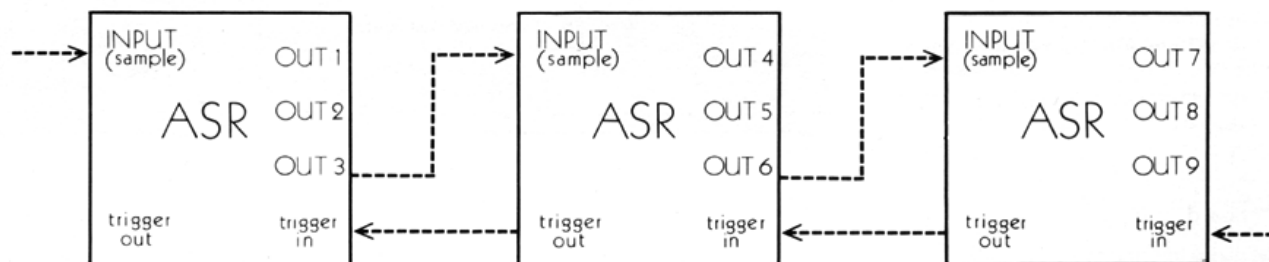 INPUT
(sample)
OUT 1
ASR
OUT 2
OUT 3
trigger
out
trigger
in
INPUT
(sample)
OUT 4
ASR
OUT 5
OUT 6
trigger
out
trigger
in
INPUT
(sample)
OUT 7
ASR
OUT 8
OUT 9
trigger
out
trigger
in